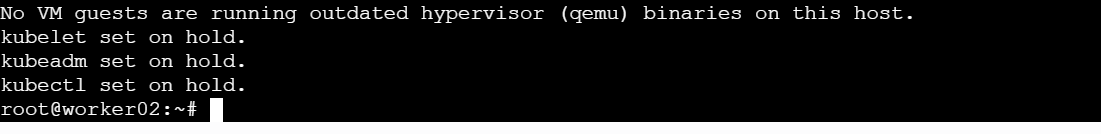 No VM guests are running outdated hypervisor (qemu) binaries on this host.
kubelet set on hold.
kubeadm set on hold.
kubectl set on hold.
root@worker02:~#